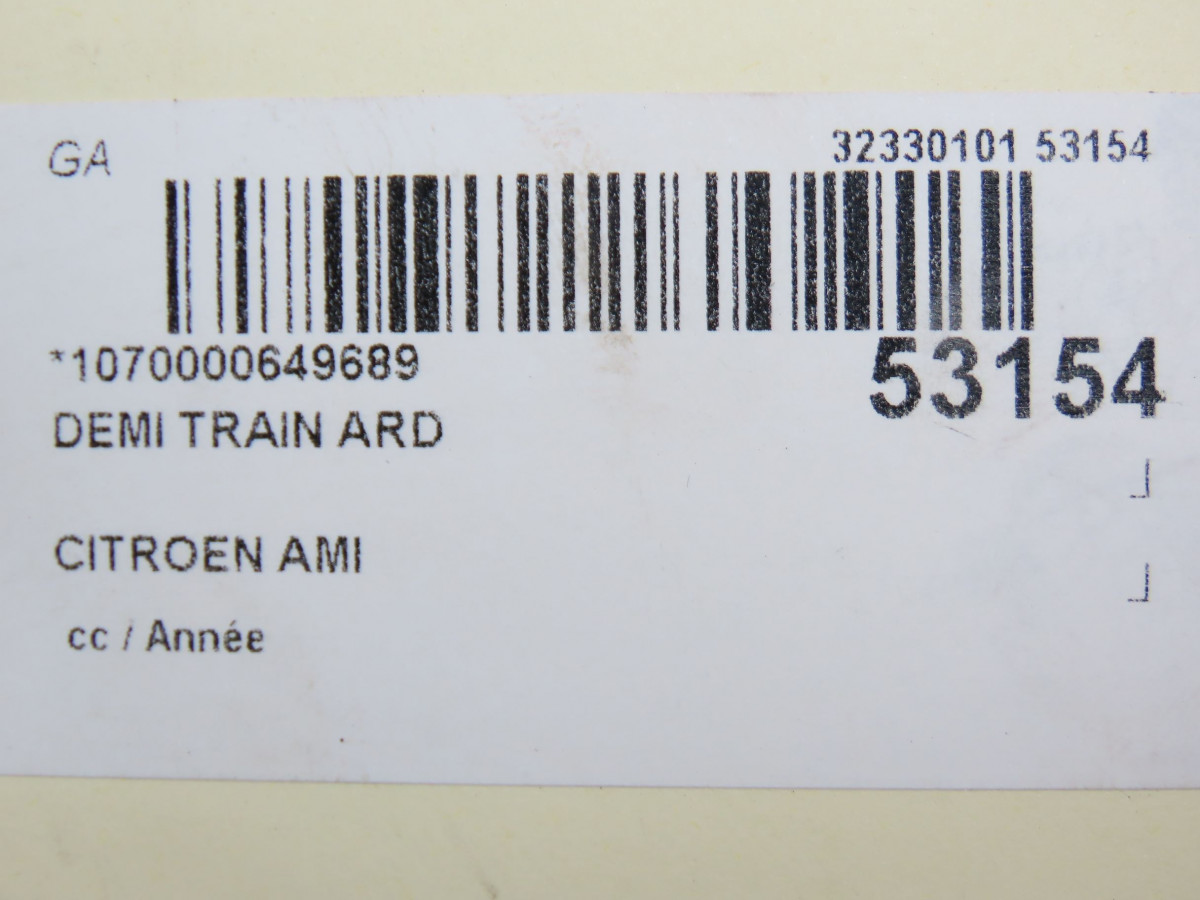 GA
32330101 53154
*1070000649689
53154
DEMI TRAIN ARD
CITROEN AMI
cc / Année